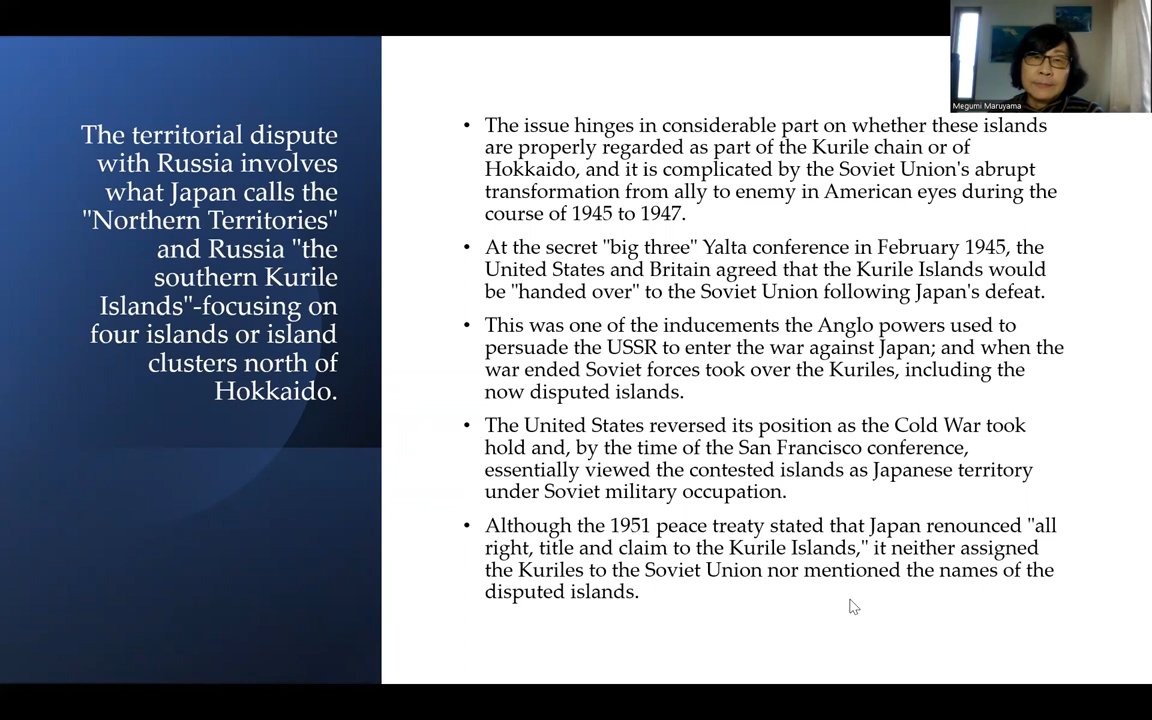 Megumi Maruyama
The territorial dispute
with Russia involves
what Japan calls the
"Northern Territories"
and Russia "the
southern Kurile
Islands"-focusing on
four islands or island
clusters north of
Hokkaido.
• The issue hinges in considerable part on whether these islands
are properly regarded as part of the Kurile chain or of
Hokkaido, and it is complicated by the Soviet Union's abrupt
transformation from ally to enemy in American eyes during the
course of 1945 to 1947.
• At the secret "big three" Yalta conference in February 1945, the
United States and Britain agreed that the Kurile Islands would
be "handed over" to the Soviet Union following Japan's defeat.
• This was one of the inducements the Anglo powers used to
persuade the USSR to enter the war against Japan; and when the
war ended Soviet forces took over the Kuriles, including the
now disputed islands.
• The United States reversed its position as the Cold War took
hold and, by the time of the San Francisco conference,
essentially viewed the contested islands as Japanese territory
under Soviet military occupation.
• Although the 1951 peace treaty stated that Japan renounced "all
right, title and claim to the Kurile Islands," it neither assigned
the Kuriles to the Soviet Union nor mentioned the names of the
disputed islands.